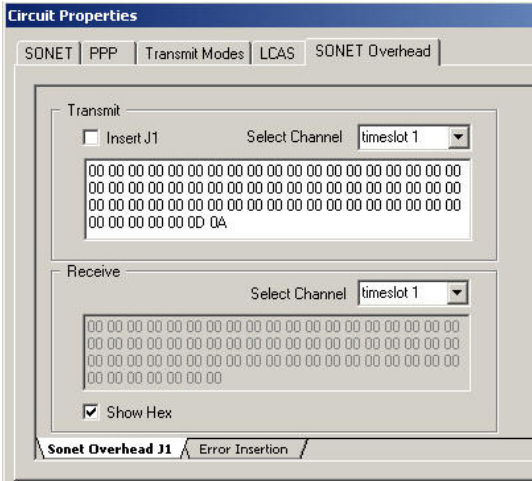 Circuit Properties
SONET PPP Transmit Modes LCAS SONET Overhead
Transmit
Insert J1 Select Channel timeslot 1
00 00 00 00 00 00 00 00 00 00 00 00 00 00 00 00 00 00 00
00 00 00 00 00 00 00 00 00 00 00 00 00 00 00 00 00 00 00
00 00 00 00 00 00 00 00 00 00 00 00 00 00 00 00 00 00 00
00 00 00 00 00 0D 0A
Receive
Select Channel timeslot 1
00 00 00 00 00 00 00 00 00 00 00 00 00 00 00 00 00 00 00
00 00 00 00 00 00 00 00 00 00 00 00 00 00 00 00 00 00 00
00 00 00 00 00 00 00 00 00 00 00 00 00 00 00 00 00 00 00
00 00 00 00 00 00 00
Show Hex
Sonet Overhead J1 Error Insertion